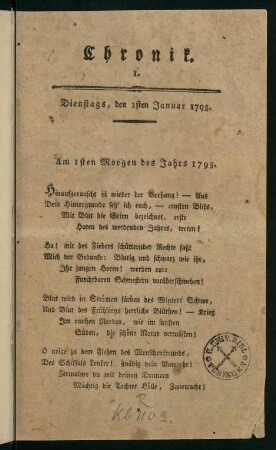 Chronik.
1.
Dienstags, den 1sten Januar 1793.
Am 1sten Morgen des Jahrs 1793.
Hinaufgerauscht ist wieder der Vorhang! — Aus
Dem Hintergrunde seh' ich euch, — ernsten Bliks,
Mit Blut die Stirn bezeichnet, erste
Horen des werdenden Jahres, treten!
Ha! mit des Fiebers schütternder Rechte faßt
Mich der Gedanke: Blutig und schwarz wie ihr,
Ihr jungen Horen! werden eure
Furchtbaren Schwestern vorüberschweben!
Blut wird in Strömen färben des Winters Schnee,
Und Blut des Frühlings herrliche Blüthen! — Krieg
Im rauhen Norden, wie im sanften
Süden, die schöne Natur verwüsten!
O neige zu dem Flehen des Menschenfreunds,
Des Schiksals Lenker! gnädig dein Vaterohr!
Zermalme du mit deinen Donnern
Mächtig die Tochter der Hölle, Zwietracht!